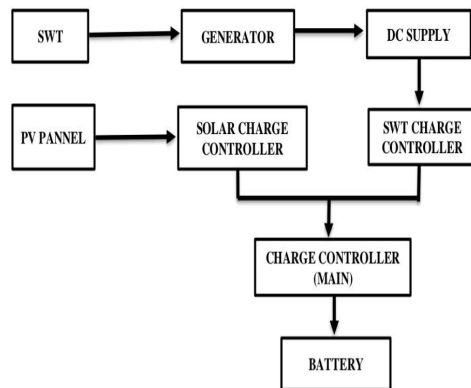 SWT
GENERATOR
DC SUPPLY
PV PANNEL
SOLAR CHARGE
CONTROLLER
SWT CHARGE
CONTROLLER
CHARGE CONTROLLER
(MAIN)
BATTERY